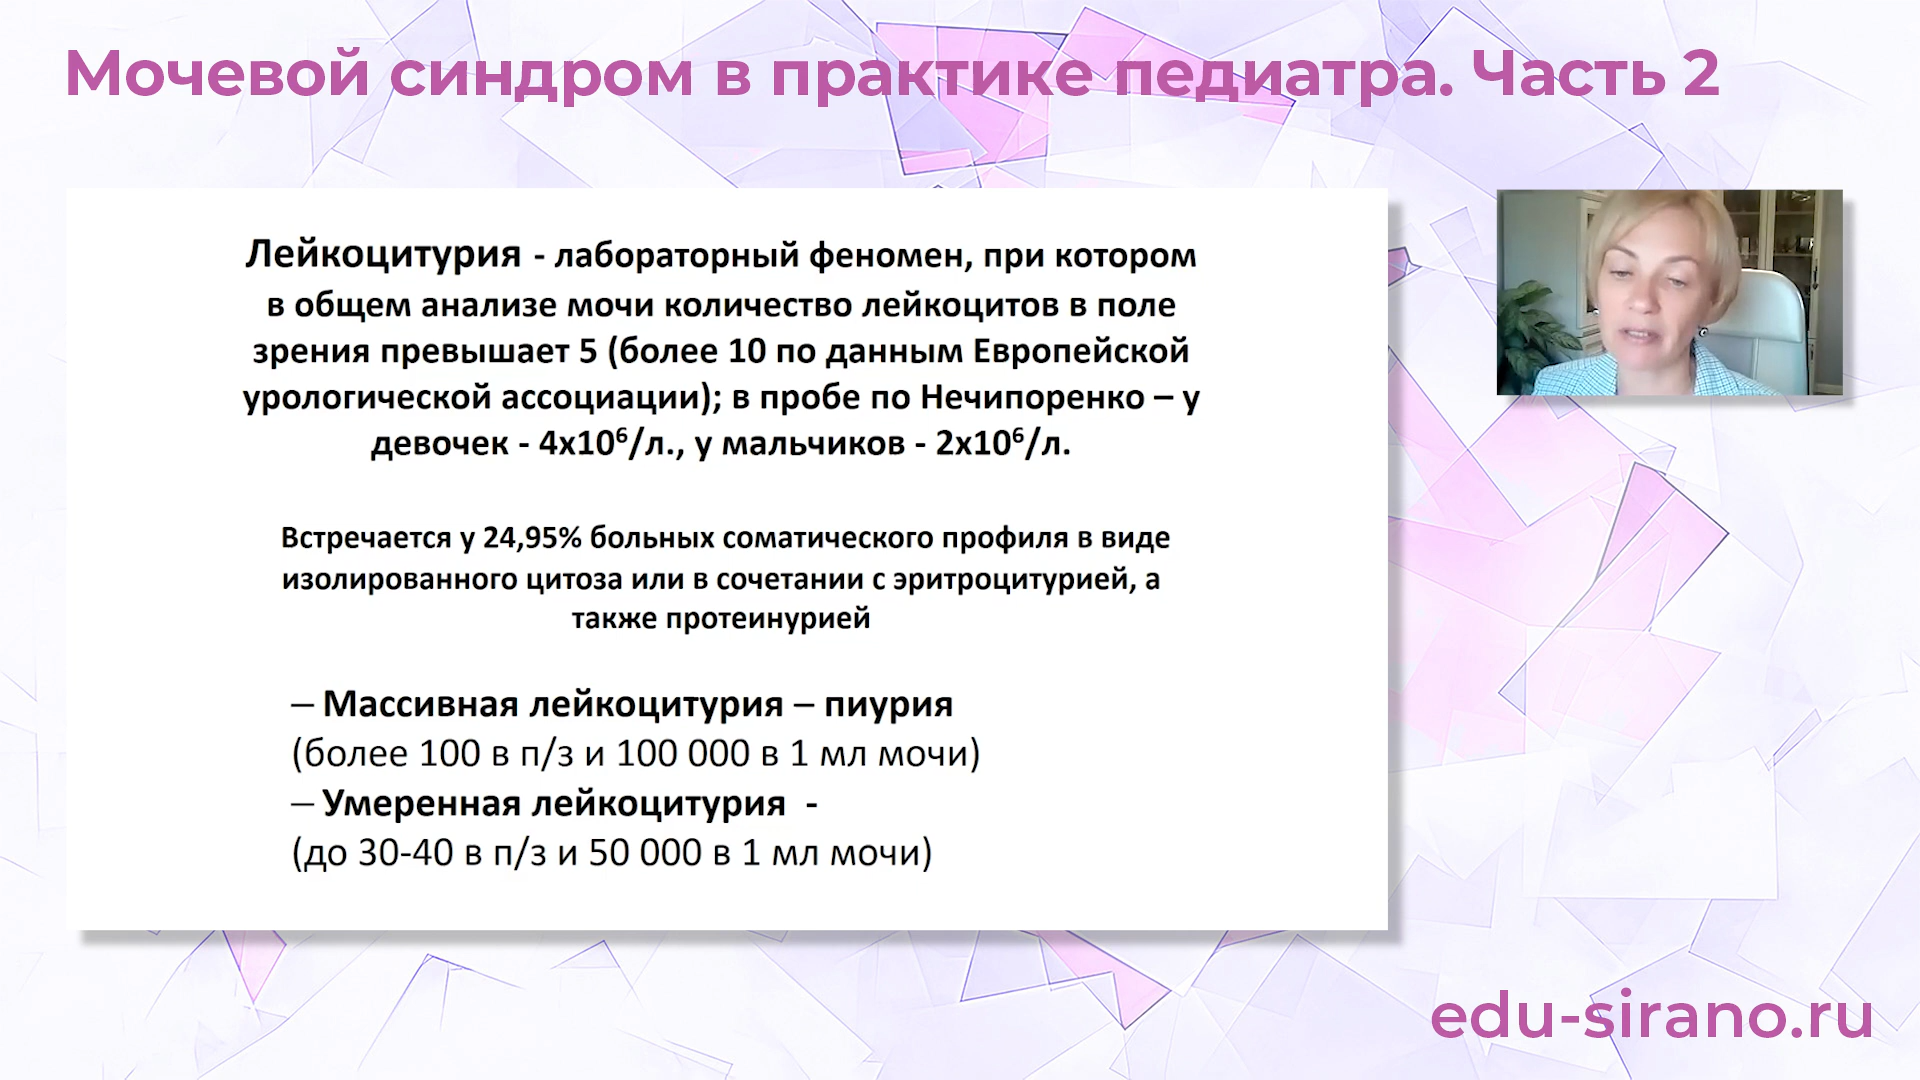 Мочевой синдром в практике педиатра. Часть 2
Лейкоцитурия - лабораторный феномен, при котором
в общем анализе мочи количество лейкоцитов в поле
зрения превышает 5 (более 10 по данным Европейской
урологической ассоциации); в пробе по Нечипоренко – у
девочек - 4х10⁶/л., у мальчиков - 2х10⁶/л.
Встречается у 24,95% больных соматического профиля в виде
изолированного цитоза или в сочетании с эритроцитурией, а
также протеинурией
– Массивная лейкоцитурия – пиурия
(более 100 в п/з и 100 000 в 1 мл мочи)
– Умеренная лейкоцитурия -
(до 30-40 в п/з и 50 000 в 1 мл мочи)
edu-sirano.ru